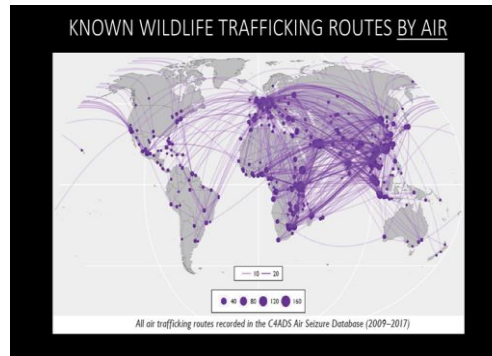 KNOWN WILDLIFE TRAFFICKING ROUTES BY AIR
10 20
40 80 120 160
All air trafficking routes recorded in the C4ADS Air Seizure Database (2009–2017)